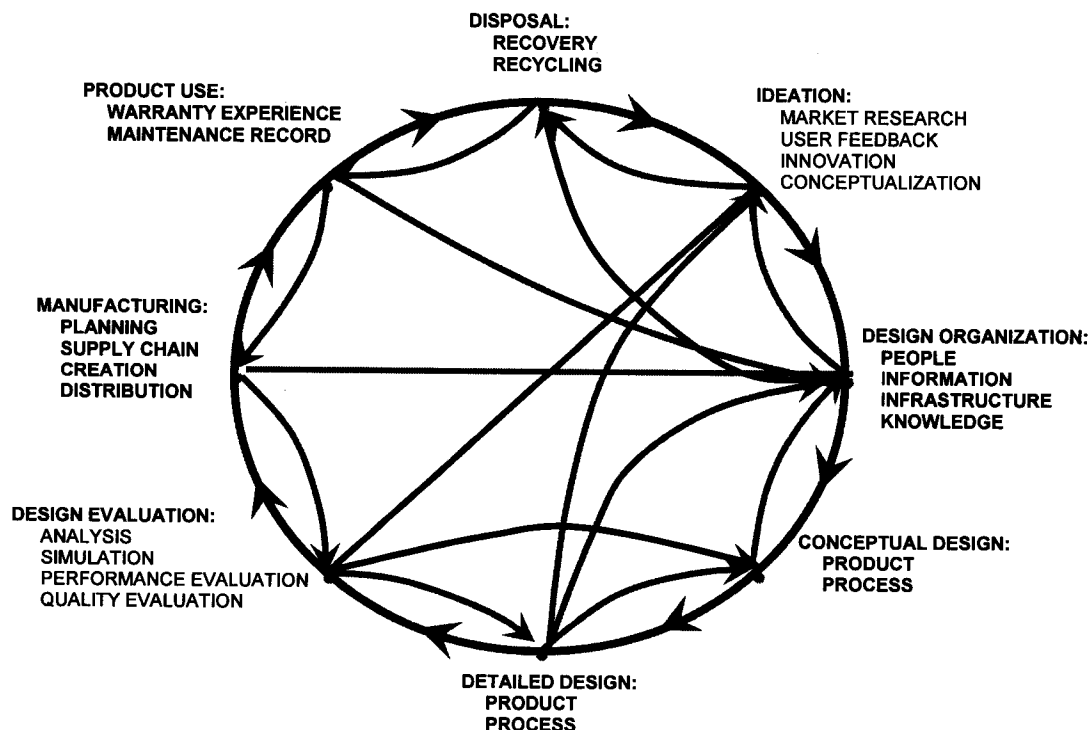 DISPOSAL:
RECOVERY
RECYCLING
PRODUCT USE:
WARRANTY EXPERIENCE
MAINTENANCE RECORD
IDEATION:
MARKET RESEARCH
USER FEEDBACK
INNOVATION
CONCEPTUALIZATION
MANUFACTURING:
PLANNING
SUPPLY CHAIN
CREATION
DISTRIBUTION
DESIGN ORGANIZATION:
PEOPLE
INFORMATION
INFRASTRUCTURE
KNOWLEDGE
DESIGN EVALUATION:
ANALYSIS
SIMULATION
PERFORMANCE EVALUATION
QUALITY EVALUATION
CONCEPTUAL DESIGN:
PRODUCT
PROCESS
DETAILED DESIGN:
PRODUCT
PROCESS